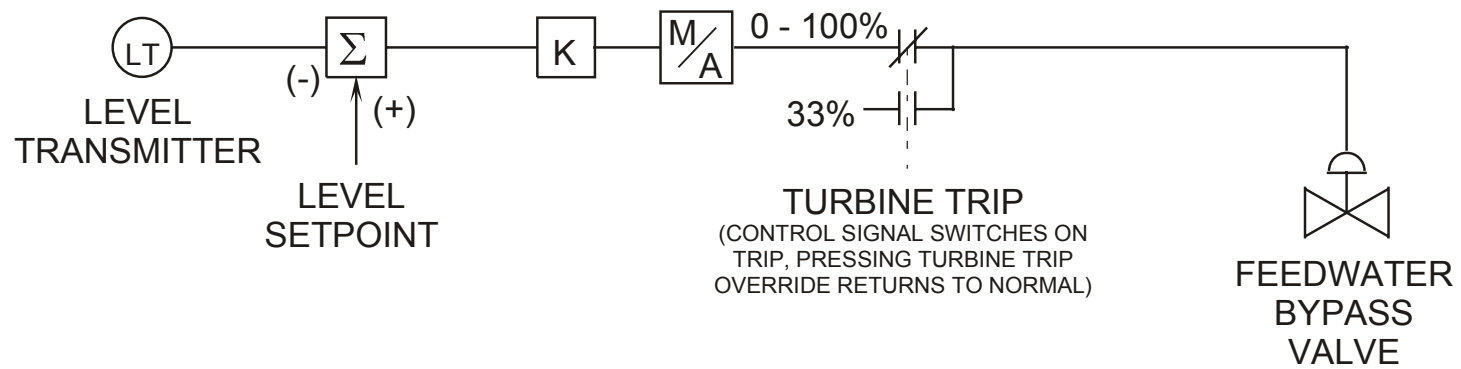 LT
LEVEL
TRANSMITTER
(-)
Σ
(+)
LEVEL
SETPOINT
K
M/A
0 - 100%
33%
TURBINE TRIP
(CONTROL SIGNAL SWITCHES ON
TRIP, PRESSING TURBINE TRIP
OVERRIDE RETURNS TO NORMAL)
FEEDWATER
BYPASS
VALVE